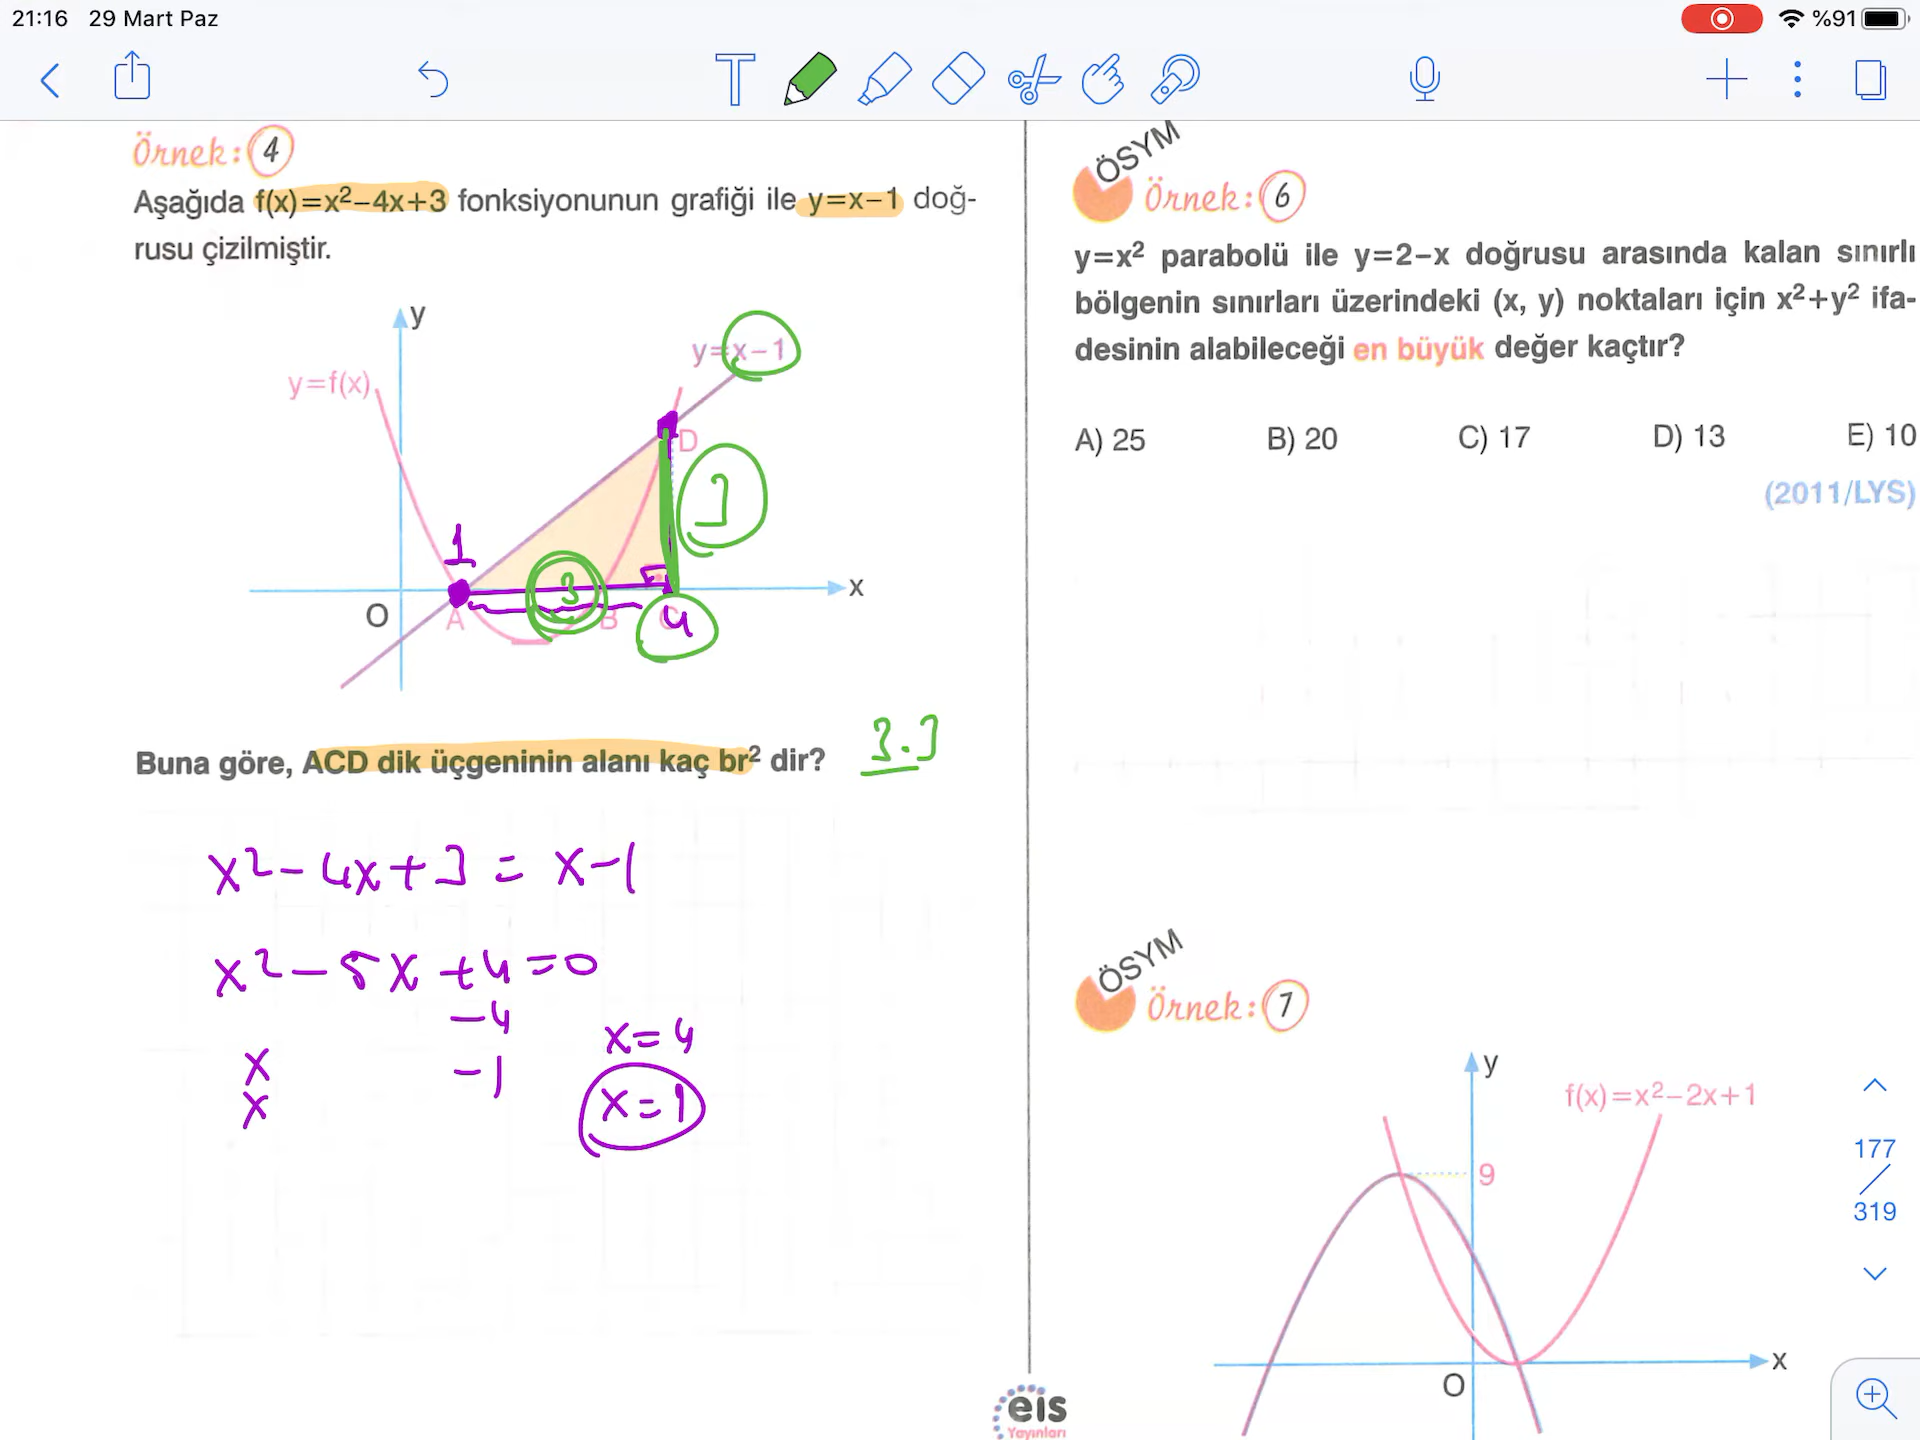 21:16 29 Mart Paz
%91
Örnek: 4
Aşağıda f(x)=x²−4x+3 fonksiyonunun grafiği ile y=x−1 doğ-
rusu çizilmiştir.
y
y=x−1
y=f(x)
D
3
1
3
x
O
A
B
4
Buna göre, ACD dik üçgeninin alanı kaç br² dir?
3.3
x²−4x+3=x−1
x²−5x+4=0
−4
x −1
x
x=4
x=1
ÖSYM
Örnek: 6
y=x² parabolü ile y=2−x doğrusu arasında kalan sınırlı
bölgenin sınırları üzerindeki (x, y) noktaları için x²+y² ifa-
desinin alabileceği en büyük değer kaçtır?
A) 25 B) 20 C) 17 D) 13 E) 10
(2011/LYS)
ÖSYM
Örnek: 7
y
f(x)=x²−2x+1
9
x
O
177
319
eis
Yayınları